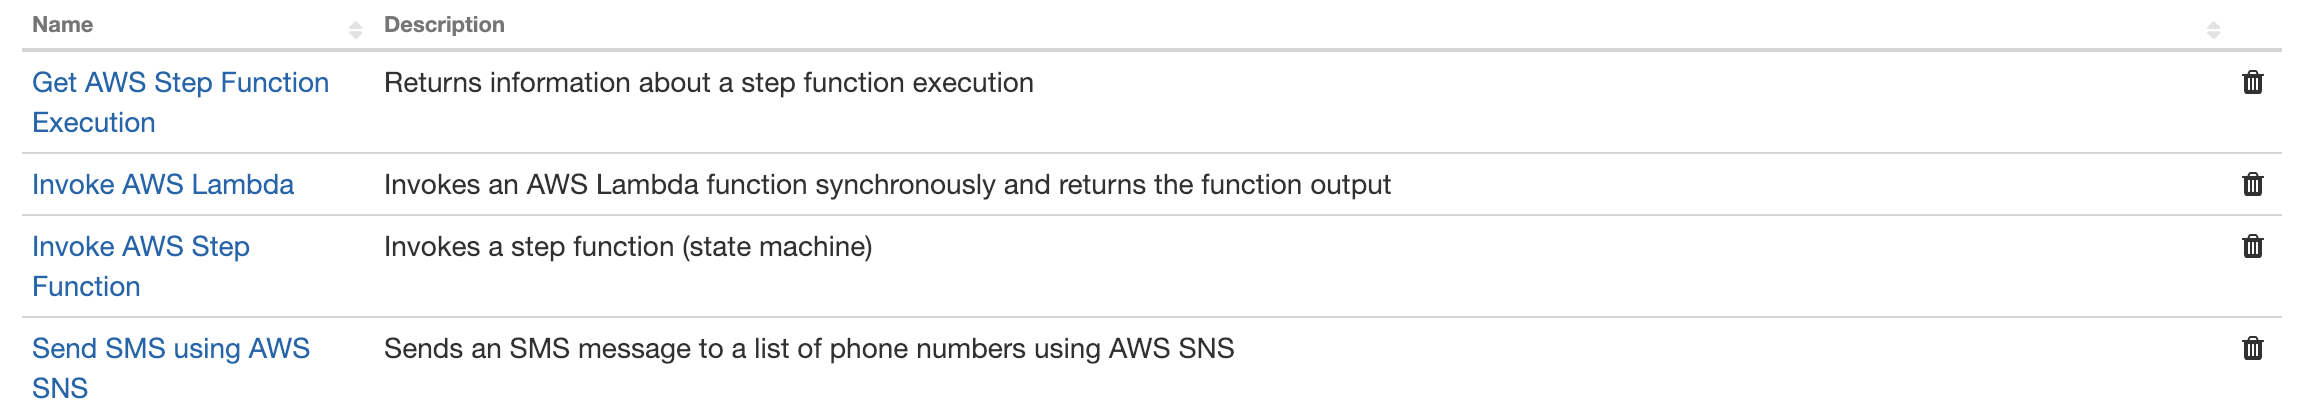 Name Description
Get AWS Step Function Returns information about a step function execution
Execution
Invoke AWS Lambda Invokes an AWS Lambda function synchronously and returns the function output
Invoke AWS Step Invokes a step function (state machine)
Function
Send SMS using AWS Sends an SMS message to a list of phone numbers using AWS SNS
SNS